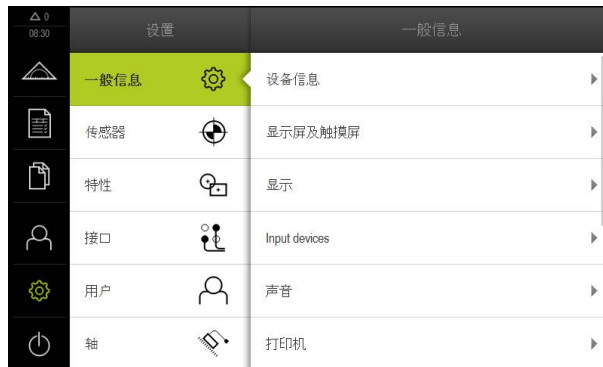 0
08:30
设置
一般信息
一般信息
传感器
特性
接口
用户
轴
设备信息
显示屏及触摸屏
显示
Input devices
声音
打印机